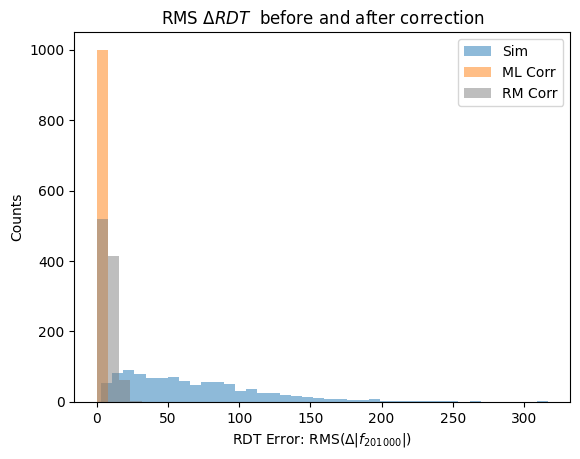 RMS ΔRDT before and after correction
Sim
ML Corr
RM Corr
Counts
1000
800
600
400
200
0
0 50 100 150 200 250 300
RDT Error: RMS(Δ|f₂₀₁₀₀₀|)